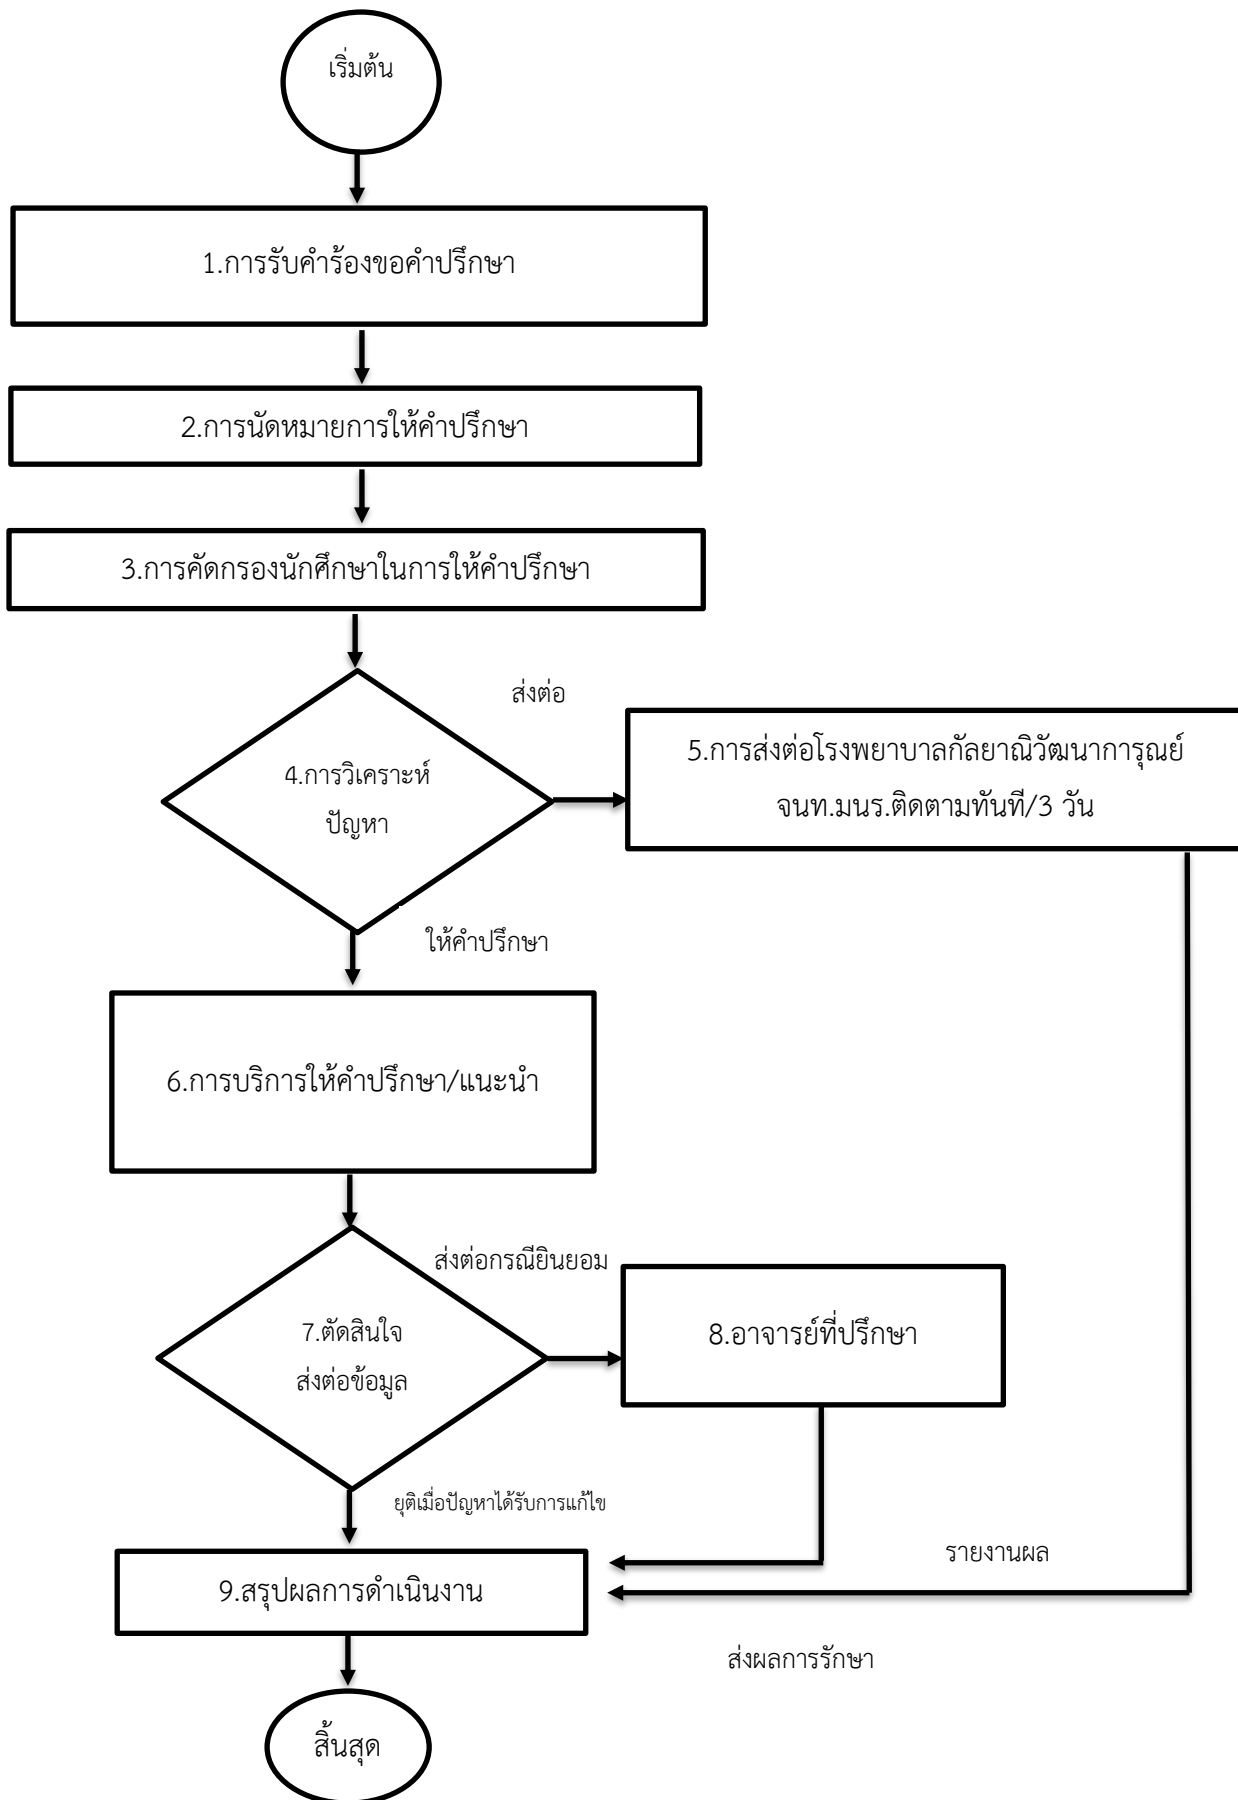 เริ่มต้น
1.การรับคำร้องขอคำปรึกษา
2.การนัดหมายการให้คำปรึกษา
3.การคัดกรองนักศึกษาในการให้คำปรึกษา
ส่งต่อ
4.การวิเคราะห์
ปัญหา
5.การส่งต่อโรงพยาบาลกัลยาณิวัฒนาการุณย์
จนท.มนร.ติดตามทันที/3 วัน
ให้คำปรึกษา
6.การบริการให้คำปรึกษา/แนะนำ
ส่งต่อกรณียินยอม
7.ตัดสินใจ
ส่งต่อข้อมูล
8.อาจารย์ที่ปรึกษา
ยุติเมื่อปัญหาได้รับการแก้ไข
รายงานผล
9.สรุปผลการดำเนินงาน
ส่งผลการรักษา
สิ้นสุด